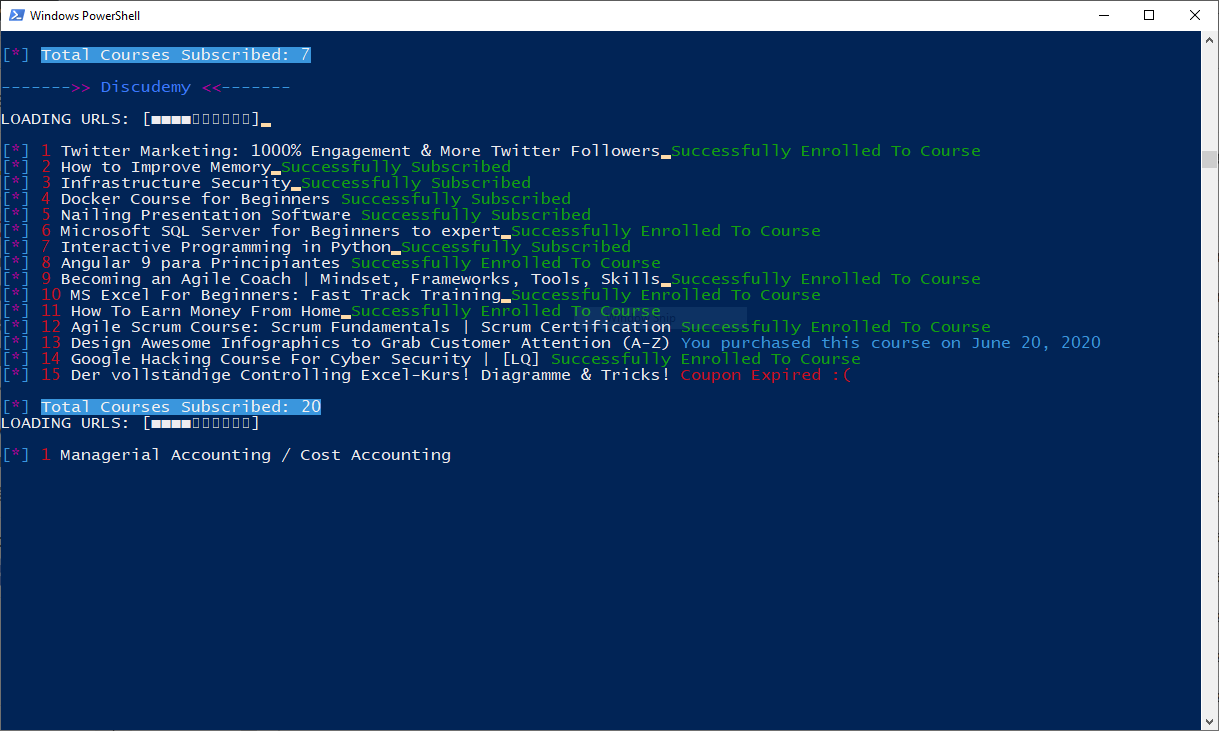 Windows PowerShell
[*] Total Courses Subscribed: 7
------->> Discudemy <<-------
LOADING URLS: [■■■■□□□□□□]
[*] 1 Twitter Marketing: 1000% Engagement & More Twitter Followers Successfully Enrolled To Course
[*] 2 How to Improve Memory Successfully Subscribed
[*] 3 Infrastructure Security Successfully Subscribed
[*] 4 Docker Course for Beginners Successfully Subscribed
[*] 5 Nailing Presentation Software Successfully Subscribed
[*] 6 Microsoft SQL Server for Beginners to expert Successfully Enrolled To Course
[*] 7 Interactive Programming in Python Successfully Subscribed
[*] 8 Angular 9 para Principiantes Successfully Enrolled To Course
[*] 9 Becoming an Agile Coach | Mindset, Frameworks, Tools, Skills Successfully Enrolled To Course
[*] 10 MS Excel For Beginners: Fast Track Training Successfully Enrolled To Course
[*] 11 How To Earn Money From Home Successfully Enrolled To Course
[*] 12 Agile Scrum Course: Scrum Fundamentals | Scrum Certification Successfully Enrolled To Course
[*] 13 Design Awesome Infographics to Grab Customer Attention (A-Z) You purchased this course on June 20, 2020
[*] 14 Google Hacking Course For Cyber Security | [LQ] Successfully Enrolled To Course
[*] 15 Der vollständige Controlling Excel-Kurs! Diagramme & Tricks! Coupon Expired :(
[*] Total Courses Subscribed: 20
LOADING URLS: [■■■■□□□□□□]
[*] 1 Managerial Accounting / Cost Accounting